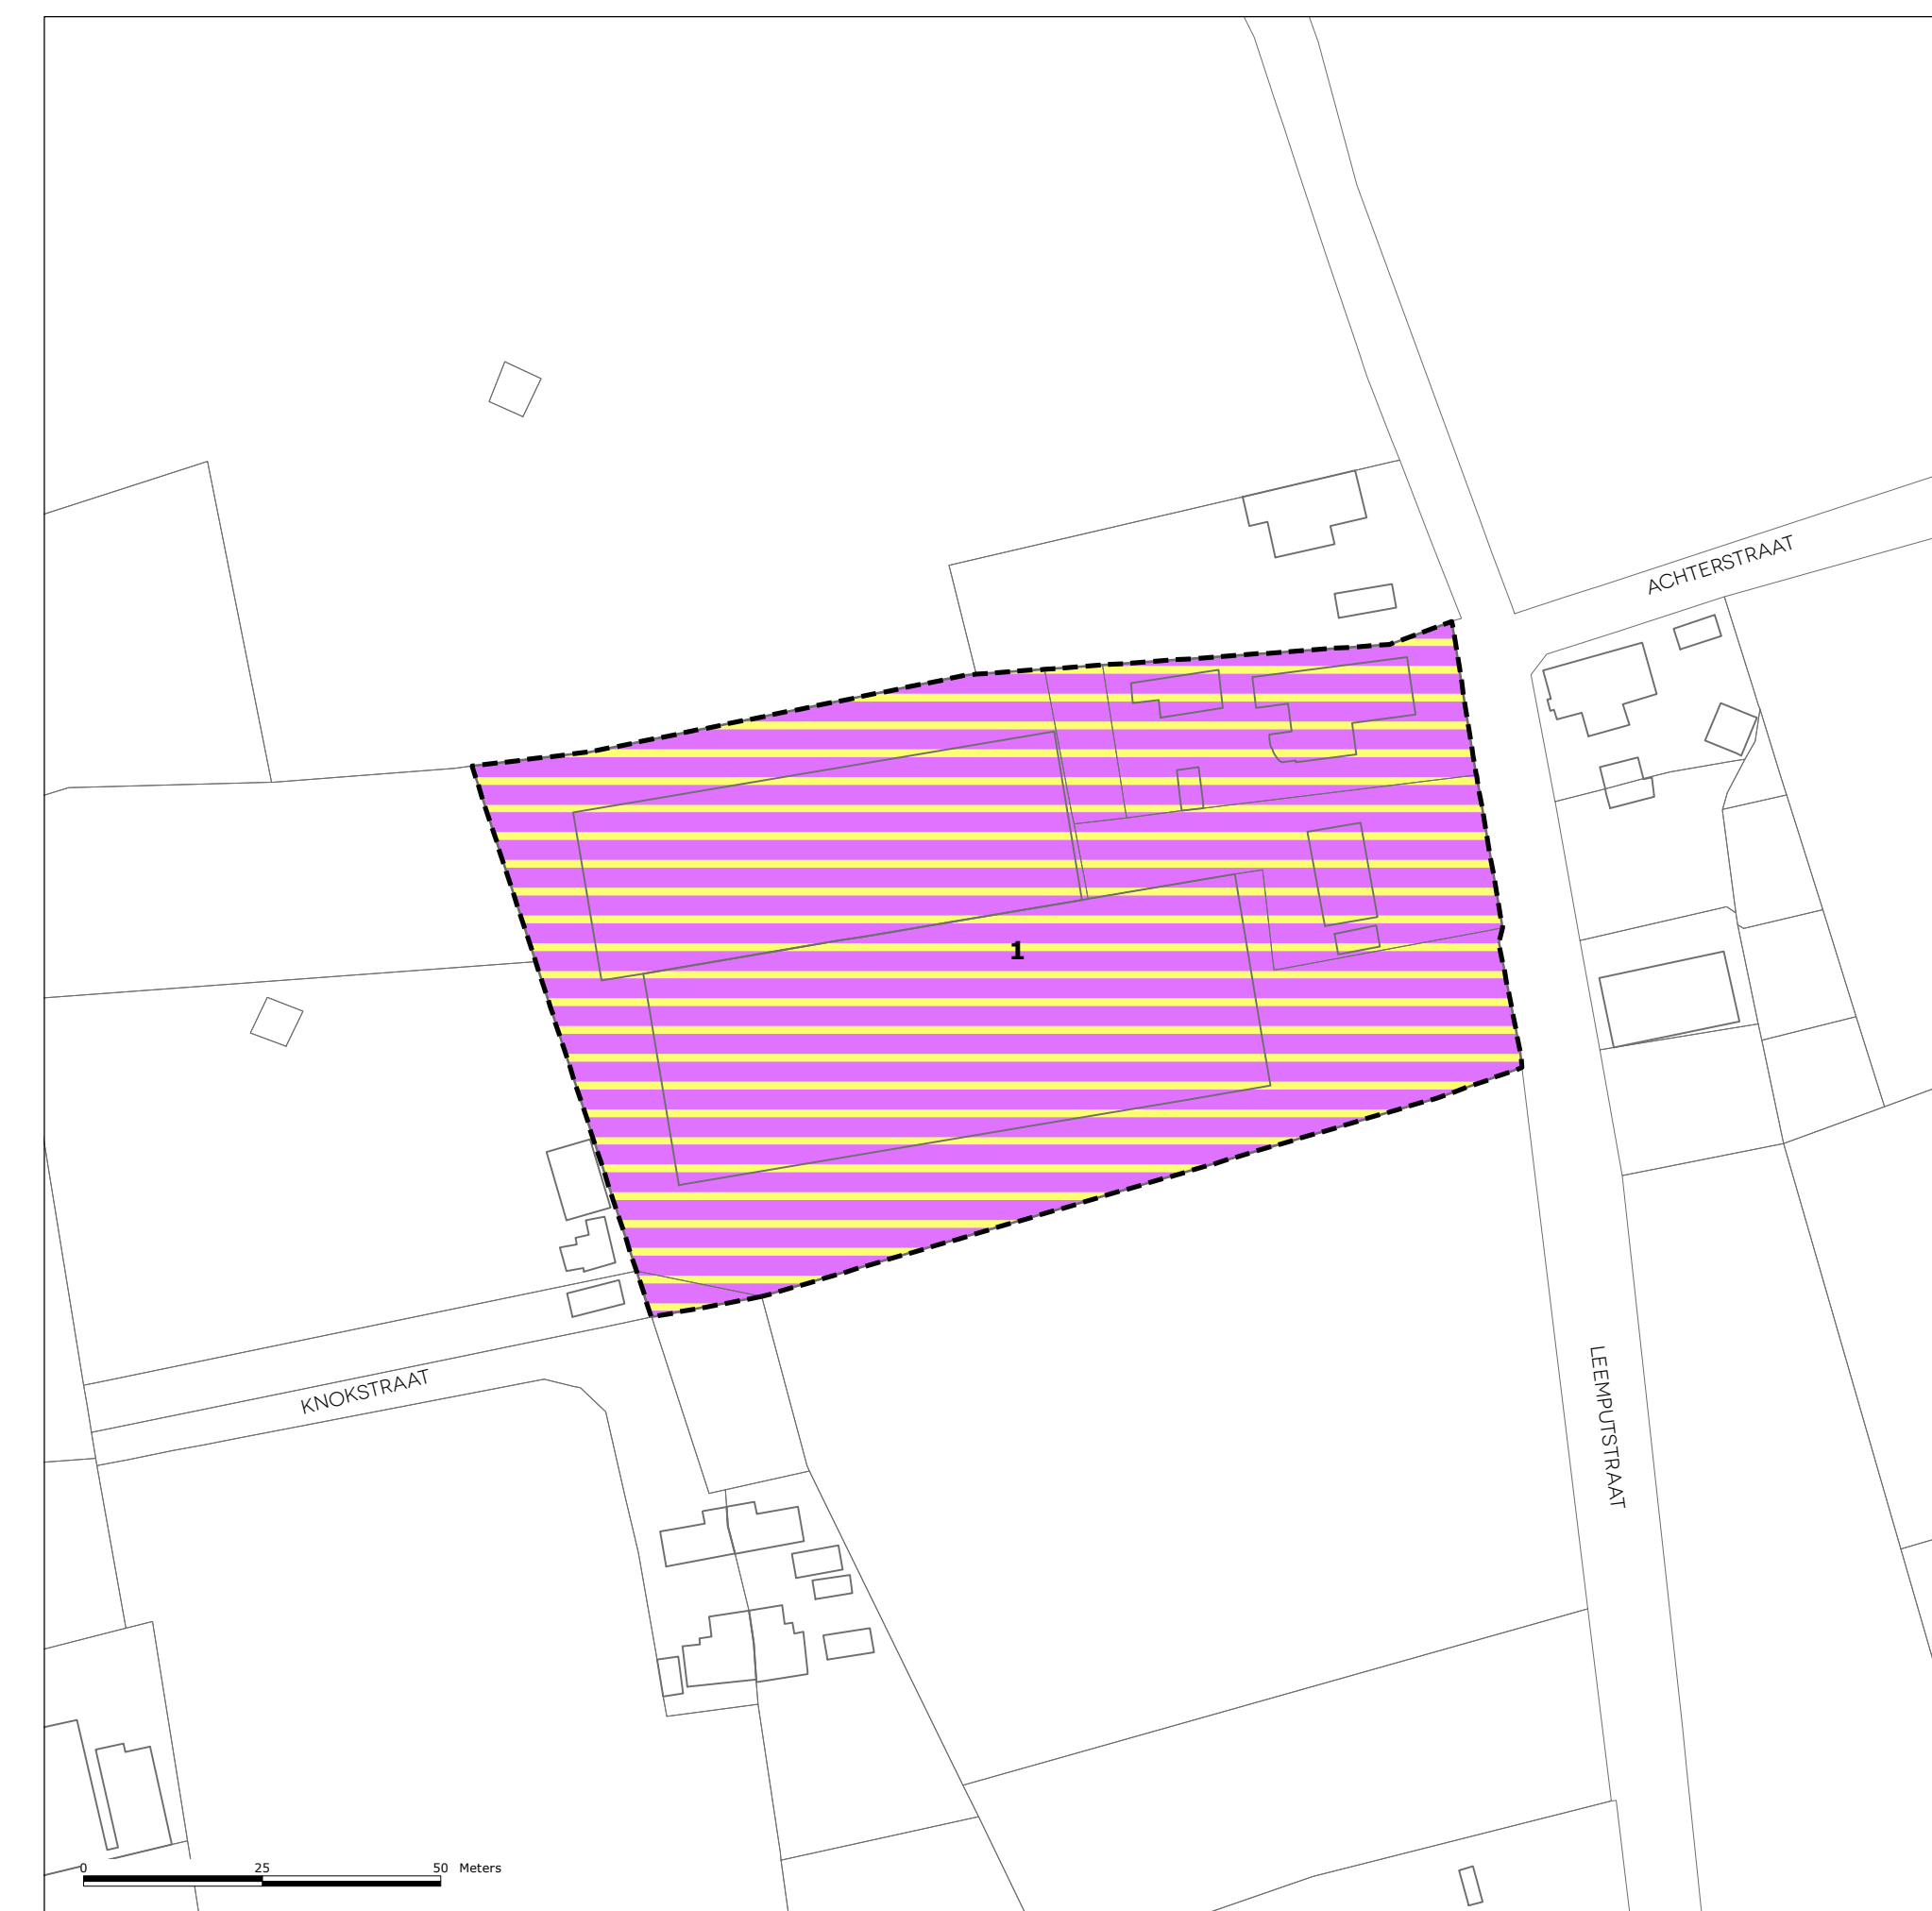 ACHTERSTRAAT
1
KNOKSTRAAT
LEEMPUTSTRAAT
0 25 50 Meters